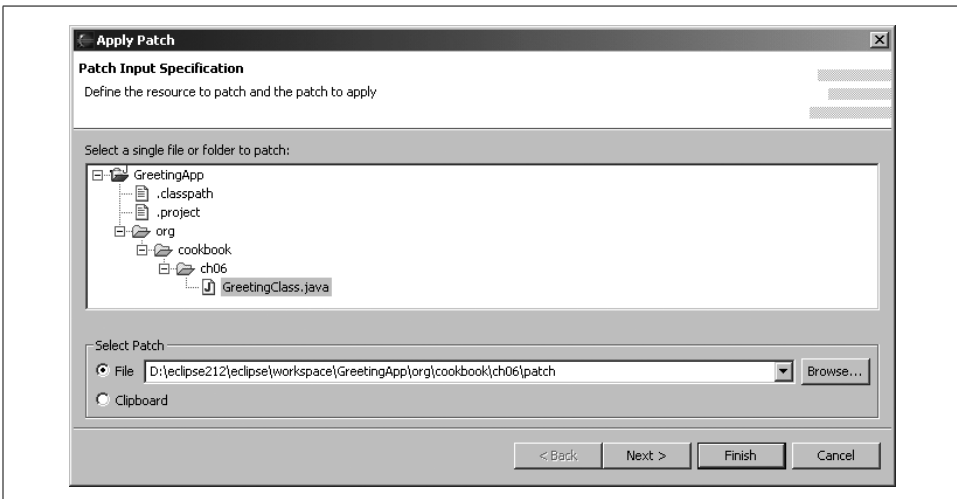 Apply Patch
Patch Input Specification
Define the resource to patch and the patch to apply
Select a single file or folder to patch:
GreetingApp
.classpath
.project
org
cookbook
ch06
GreetingClass.java
Select Patch
File D:\eclipse212\eclipse\workspace\GreetingApp\org\cookbook\ch06\patch Browse...
Clipboard
< Back Next > Finish Cancel